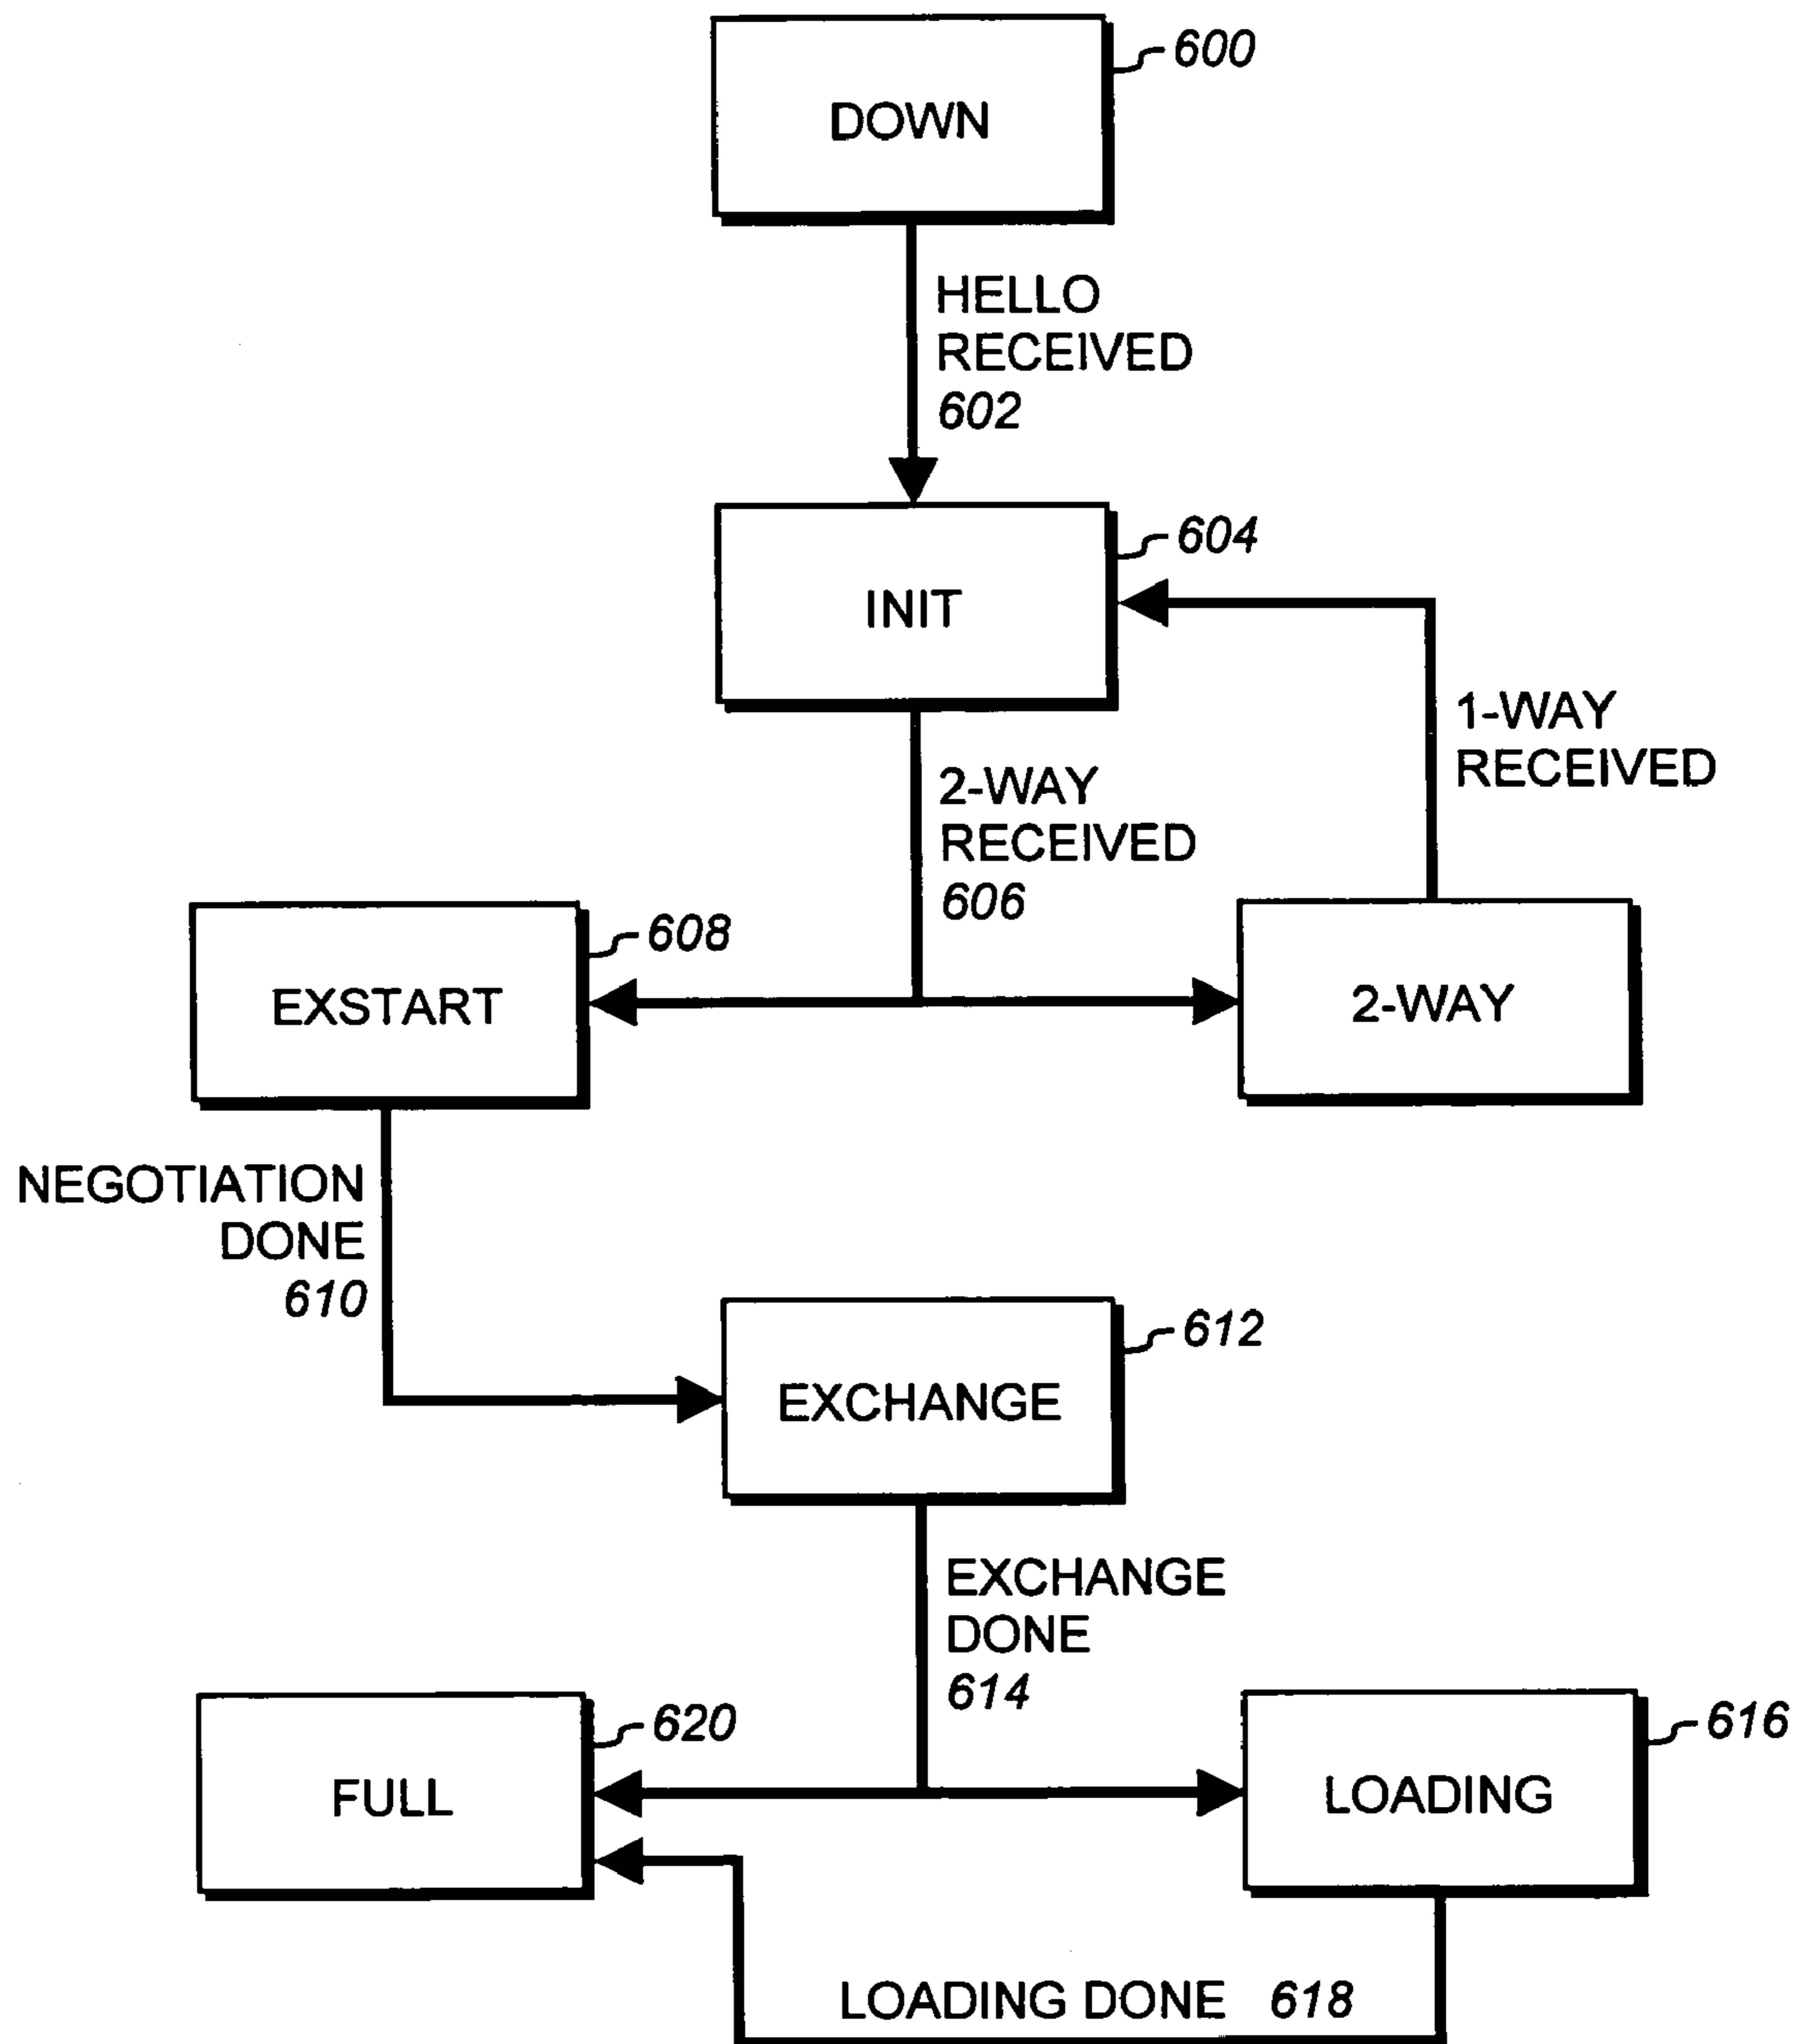 600
DOWN
HELLO
RECEIVED
602
604
INIT
1-WAY
RECEIVED
2-WAY
RECEIVED
606
608
EXSTART
2-WAY
NEGOTIATION
DONE
610
612
EXCHANGE
EXCHANGE
DONE
614
620
616
FULL
LOADING
LOADING DONE 618